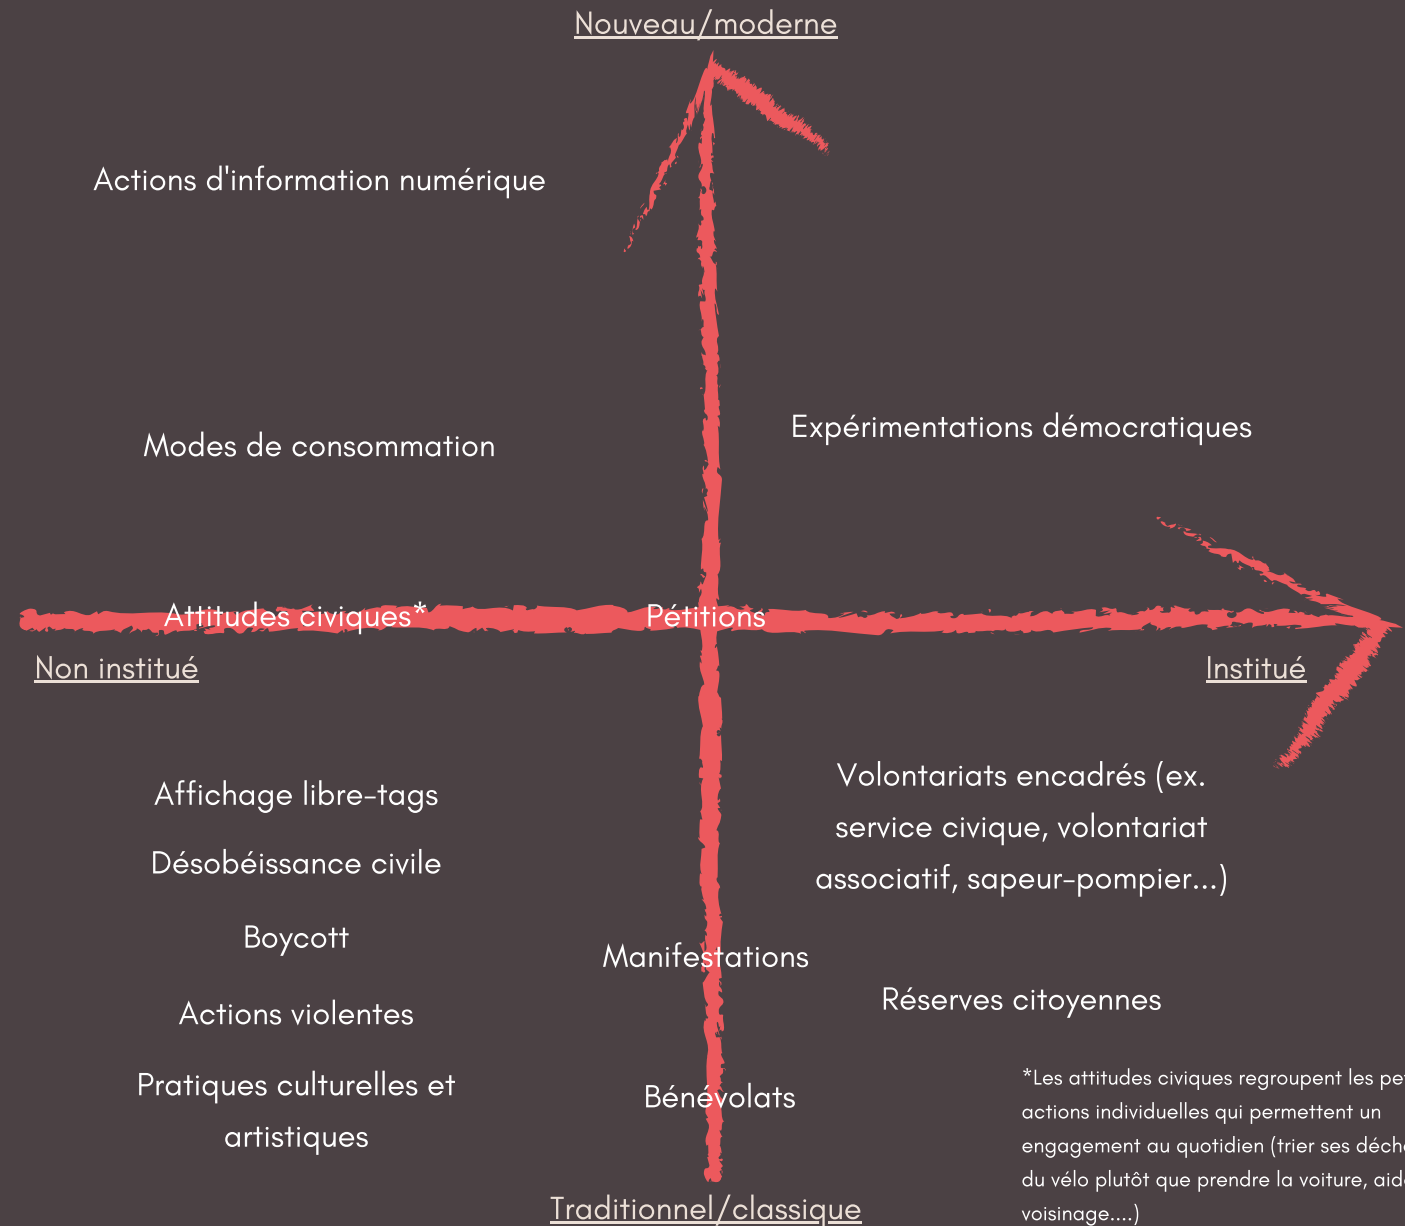 Nouveau/moderne
Actions d'information numérique
Expérimentations démocratiques
Modes de consommation
Attitudes civiques*
Pétitions
Non institué
Institué
Volontariats encadrés (ex.
service civique, volontariat
associatif, sapeur-pompier...)
Affichage libre-tags
Désobéissance civile
Boycott
Manifestations
Réserves citoyennes
Actions violentes
Pratiques culturelles et
artistiques
Bénévolats
*Les attitudes civiques regroupent les
actions individuelles qui permettent un
engagement au quotidien (trier ses
du vélo plutôt que prendre la voiture,
voisinage....)
Traditionnel/classique